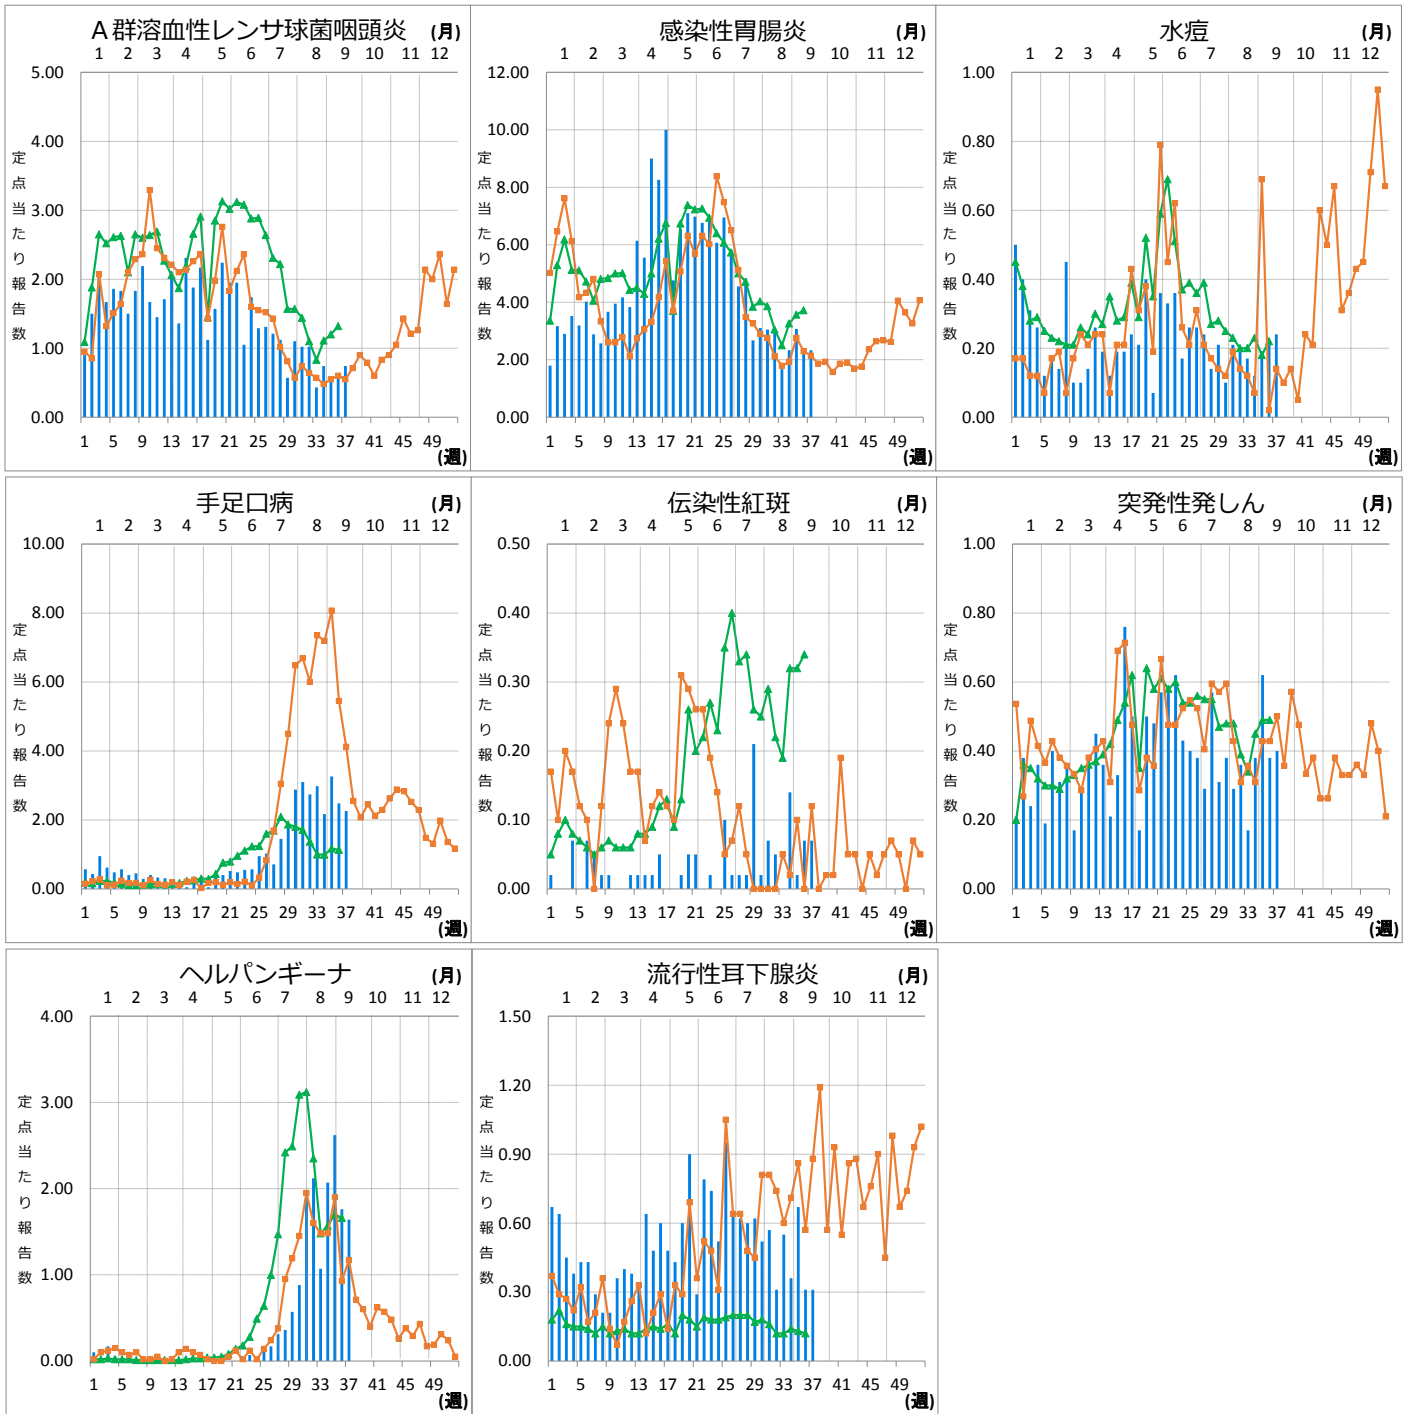 A群溶血性レンサ球菌咽頭炎 (月)
1 2 3 4 5 6 7 8 9 10 11 12
5.00
4.00
3.00
2.00
1.00
0.00
定点当たり報告数
1 5 9 13 17 21 25 29 33 37 41 45 49
(週)
感染性胃腸炎 (月)
1 2 3 4 5 6 7 8 9 10 11 12
12.00
10.00
8.00
6.00
4.00
2.00
0.00
定点当たり報告数
1 5 9 13 17 21 25 29 33 37 41 45 49
(週)
水痘 (月)
1 2 3 4 5 6 7 8 9 10 11 12
1.00
0.80
0.60
0.40
0.20
0.00
定点当たり報告数
1 5 9 13 17 21 25 29 33 37 41 45 49
(週)
手足口病 (月)
1 2 3 4 5 6 7 8 9 10 11 12
10.00
8.00
6.00
4.00
2.00
0.00
定点当たり報告数
1 5 9 13 17 21 25 29 33 37 41 45 49
(週)
伝染性紅斑 (月)
1 2 3 4 5 6 7 8 9 10 11 12
0.50
0.40
0.30
0.20
0.10
0.00
定点当たり報告数
1 5 9 13 17 21 25 29 33 37 41 45 49
(週)
突発性発しん (月)
1 2 3 4 5 6 7 8 9 10 11 12
1.00
0.80
0.60
0.40
0.20
0.00
定点当たり報告数
1 5 9 13 17 21 25 29 33 37 41 45 49
(週)
ヘルパンギーナ (月)
1 2 3 4 5 6 7 8 9 10 11 12
4.00
3.00
2.00
1.00
0.00
定点当たり報告数
1 5 9 13 17 21 25 29 33 37 41 45 49
(週)
流行性耳下腺炎 (月)
1 2 3 4 5 6 7 8 9 10 11 12
1.50
1.20
0.90
0.60
0.30
0.00
定点当たり報告数
1 5 9 13 17 21 25 29 33 37 41 45 49
(週)